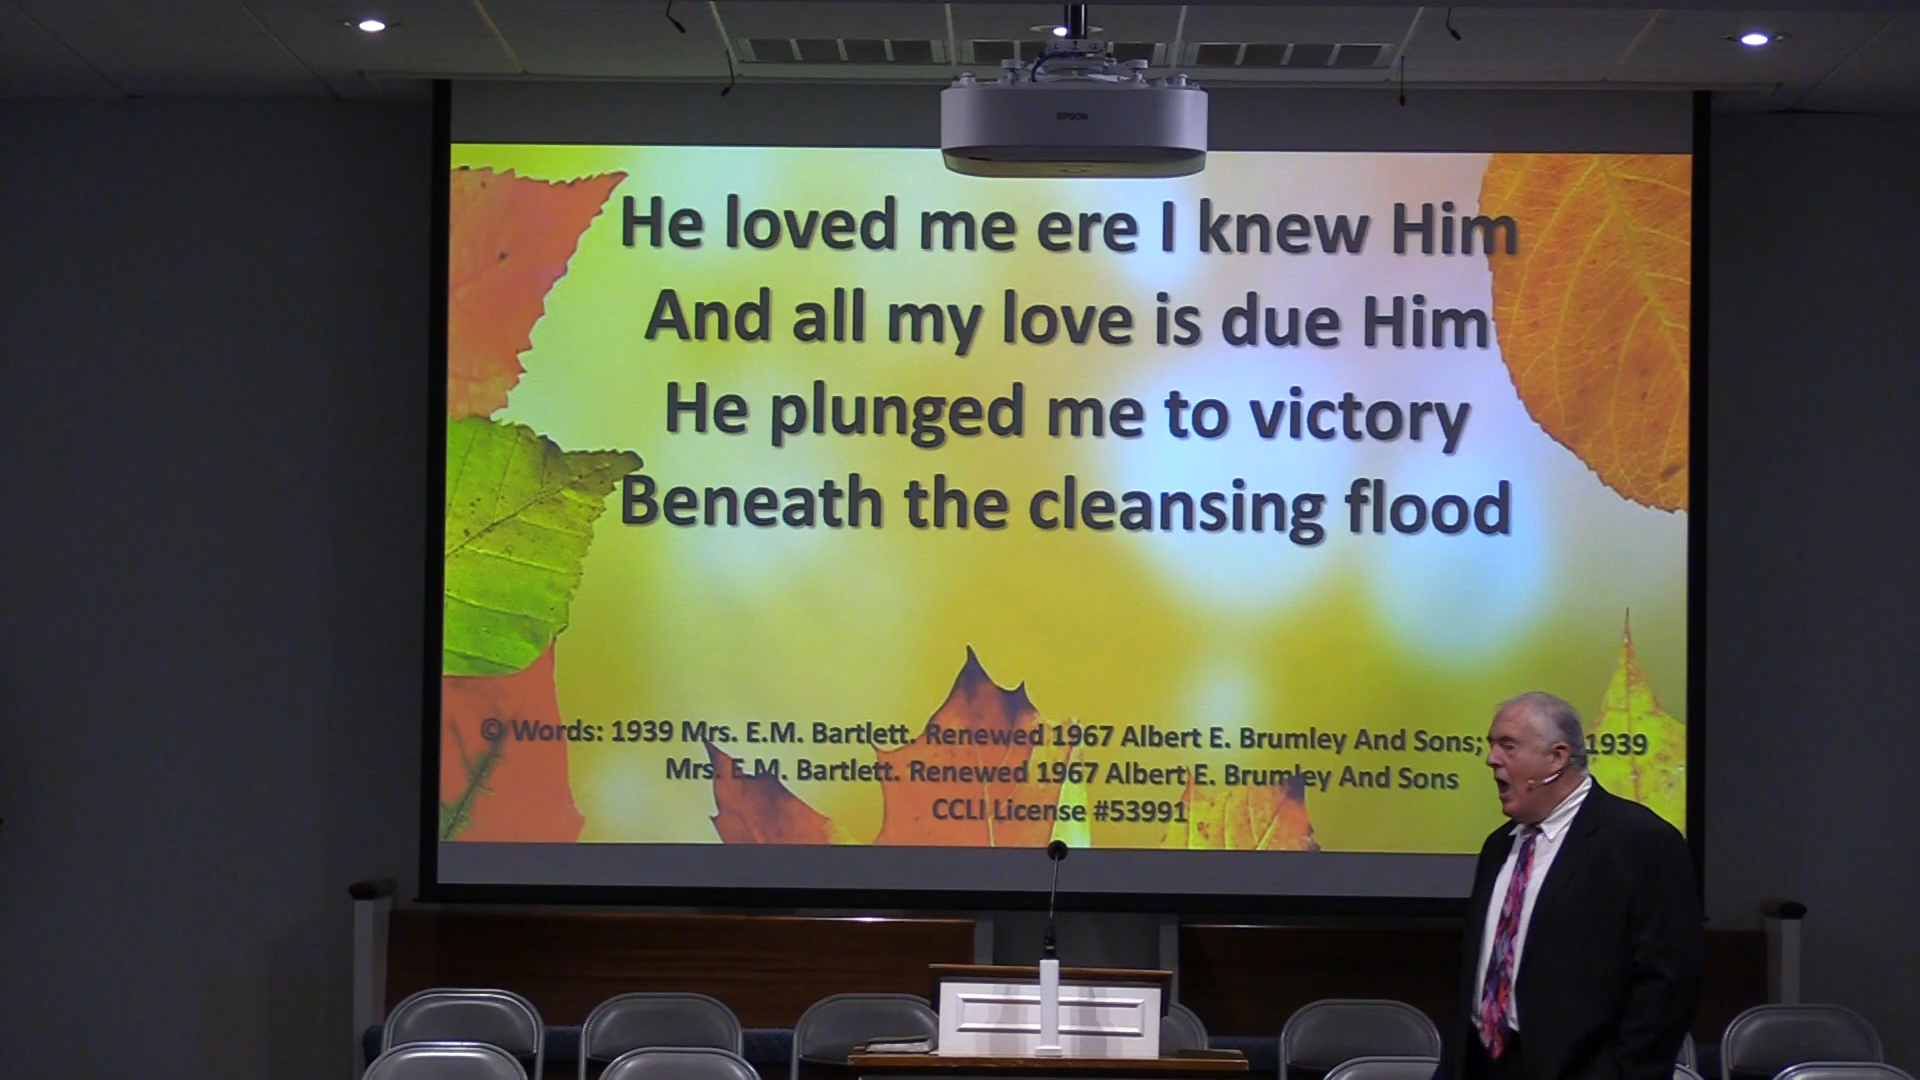 EPSON
He loved me ere I knew Him
And all my love is due Him
He plunged me to victory
Beneath the cleansing flood
© Words: 1939 Mrs. E.M. Bartlett. Renewed 1967 Albert E. Brumley And Sons; 1939
Mrs. E.M. Bartlett. Renewed 1967 Albert E. Brumley And Sons
CCLI License #53991